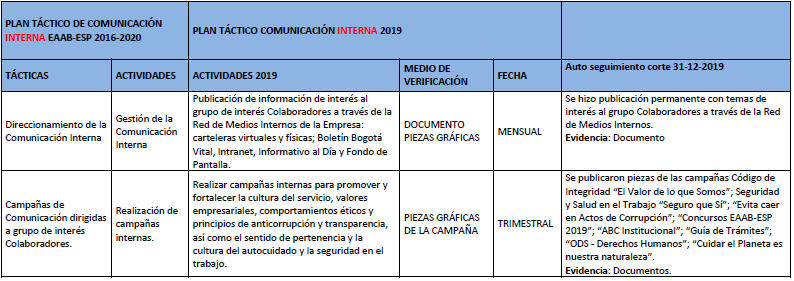 PLAN TÁCTICO DE COMUNICACIÓN
INTERNA EAAB-ESP 2016-2020
PLAN TÁCTICO COMUNICACIÓN INTERNA 2019
TÁCTICAS
ACTIVIDADES
ACTIVIDADES 2019
MEDIO DE
VERIFICACIÓN
FECHA
Auto seguimiento corte 31-12-2019
Direccionamiento de la
Comunicación Interna
Gestión de la
Comunicación
Interna
Publicación de información de interés al
grupo de interés Colaboradores a través de la
Red de Medios Internos de la Empresa:
carteleras virtuales y físicas; Boletín Bogotá
Vital, Intranet, Informativo al Día y Fondo de
Pantalla.
DOCUMENTO
PIEZAS GRÁFICAS
MENSUAL
Se hizo publicación permanente con temas de
interés al grupo Colaboradores a través de la Red
de Medios Internos.
Evidencia: Documento
Campañas de
Comunicación dirigidas
a grupo de interés
Colaboradores.
Realización de
campañas
internas.
Realizar campañas internas para promover y
fortalecer la cultura del servicio, valores
empresariales, comportamientos éticos y
principios de anticorrupción y transparencia,
así como el sentido de pertenencia y la
cultura del autocuidado y la seguridad en el
trabajo.
PIEZAS GRÁFICAS
DE LA CAMPAÑA
TRIMESTRAL
Se publicaron piezas de las campañas Código de
Integridad “El Valor de lo que Somos”; Seguridad
y Salud en el Trabajo “Seguro que Sí”; “Evita caer
en Actos de Corrupción”; “Concursos EAAB-ESP
2019”; “ABC Institucional”; “Guía de Trámites”;
“ODS - Derechos Humanos”; “Cuidar el Planeta es
nuestra naturaleza”.
Evidencia: Documentos.